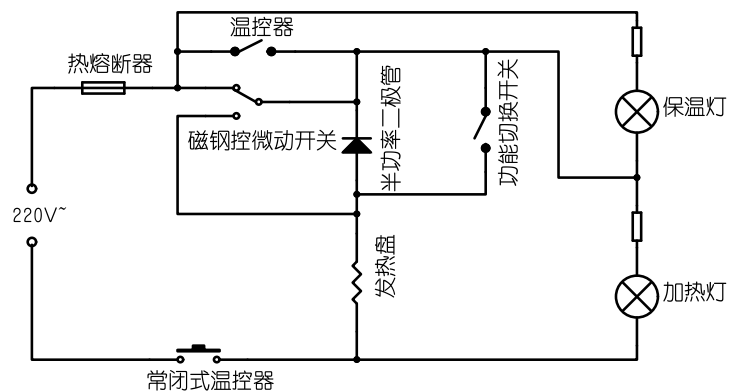 温控器
热熔断器
磁钢控微动开关
半功率二极管
功能切换开关
保温灯
220V~
发热盘
加热灯
常闭式温控器